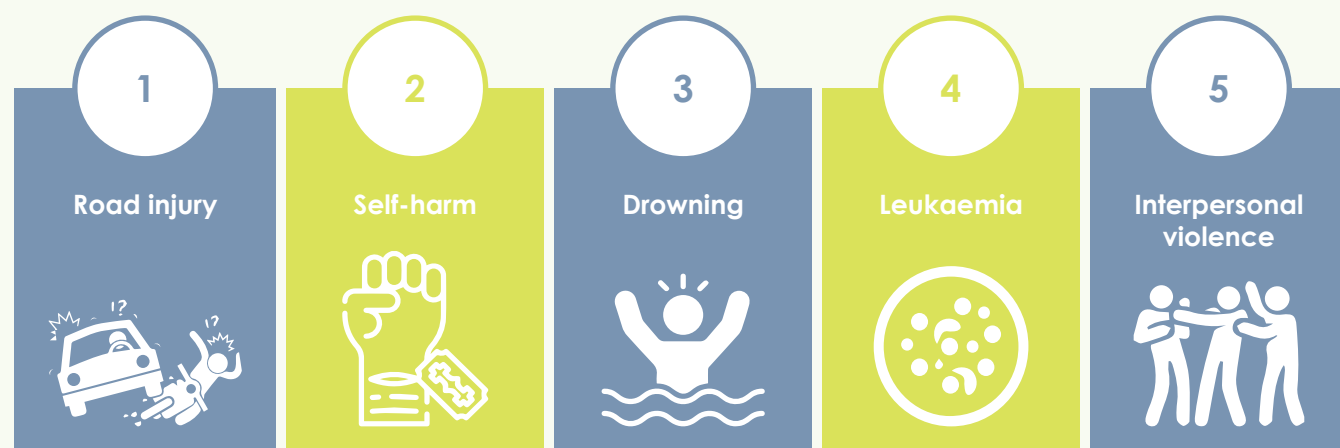 1
2
3
4
5
Road injury
Self-harm
Drowning
Leukaemia
Interpersonal
violence
!?
!?